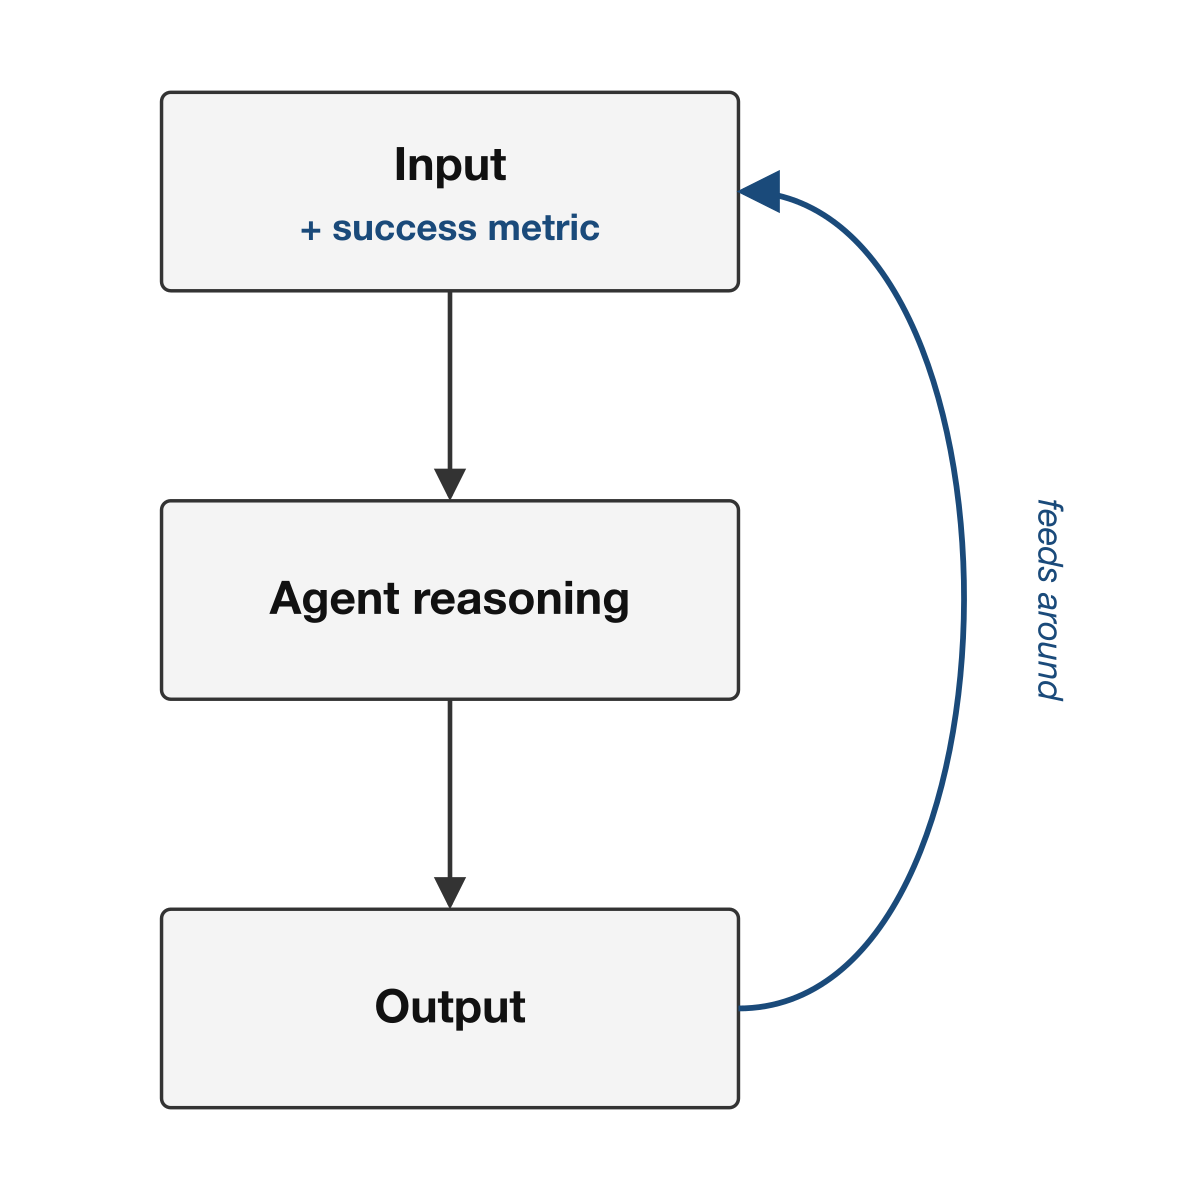 Input
+ success metric
Agent reasoning
feeds around
Output